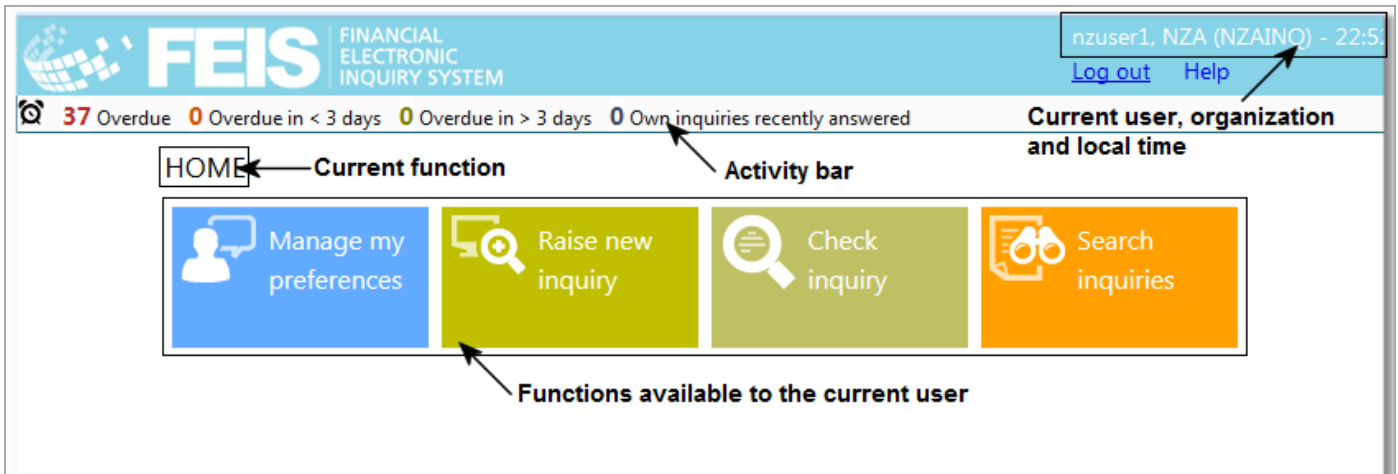 FEIS
FINANCIAL
ELECTRONIC
INQUIRY SYSTEM
nzuser1, NZA (NZAINQ) - 22:52
Log out Help
37 Overdue 0 Overdue in < 3 days 0 Overdue in > 3 days 0 Own inquiries recently answered
Current user, organization
and local time
HOME
Current function
Activity bar
Manage my
preferences
Raise new
inquiry
Check
inquiry
Search
inquiries
Functions available to the current user